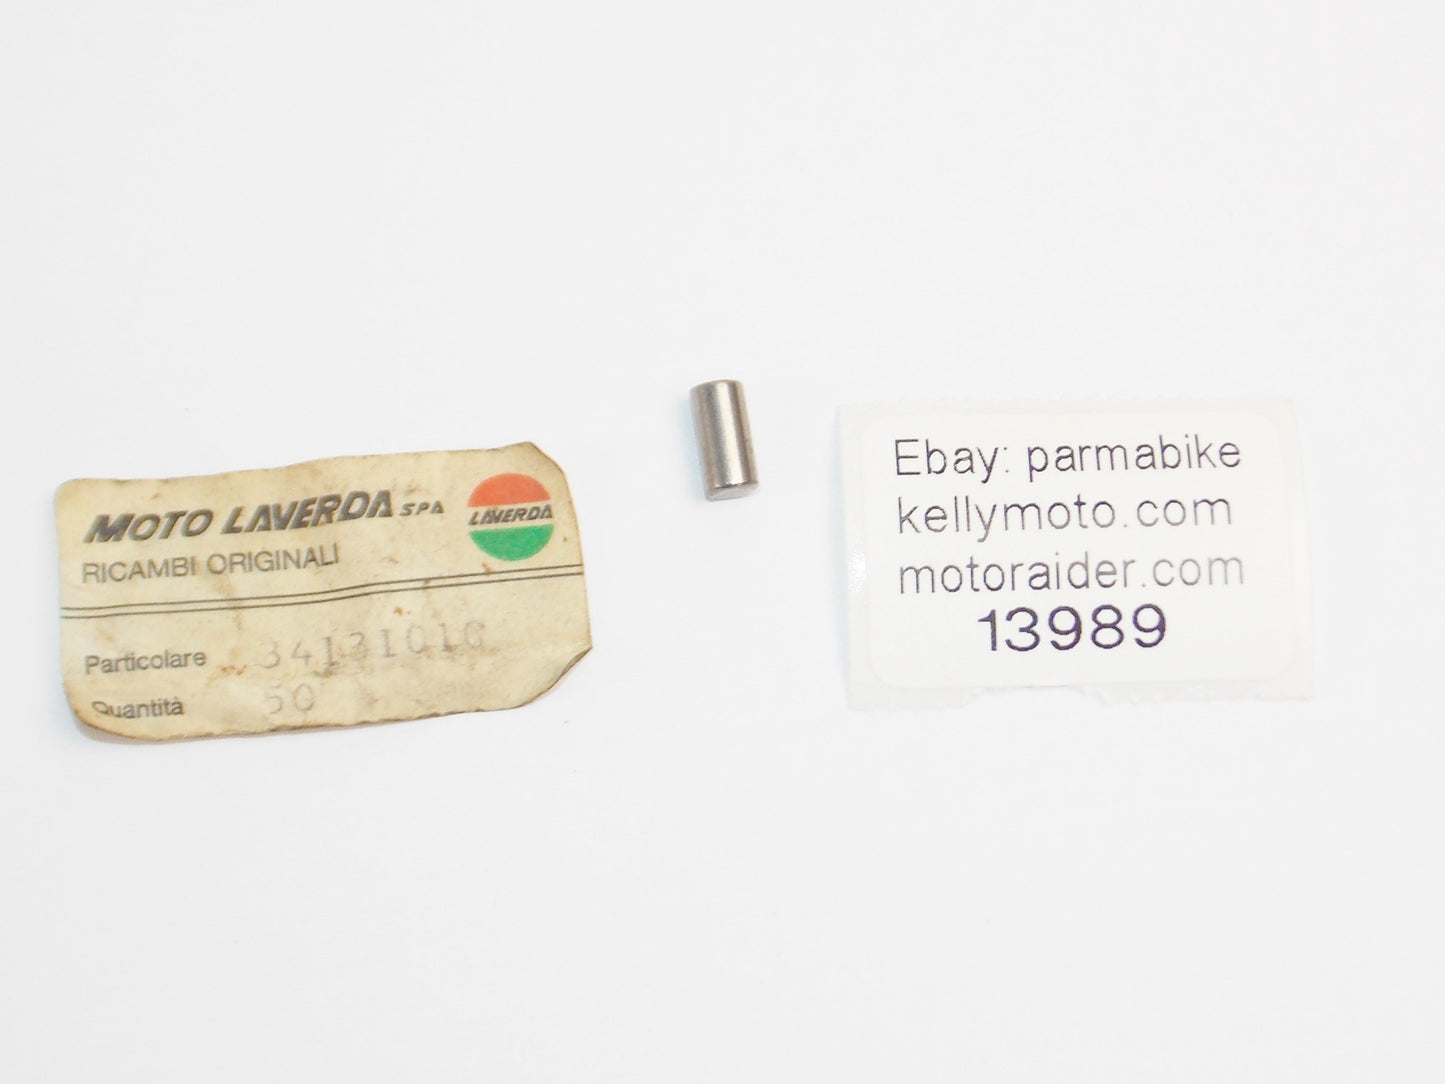 MOTO LAVERDA SPA
LAVERDA
RICAMBI ORIGINALI
Particolare 34131010
Quantità 50
Ebay: parmabike
kellymoto.com
motoraider.com
13989